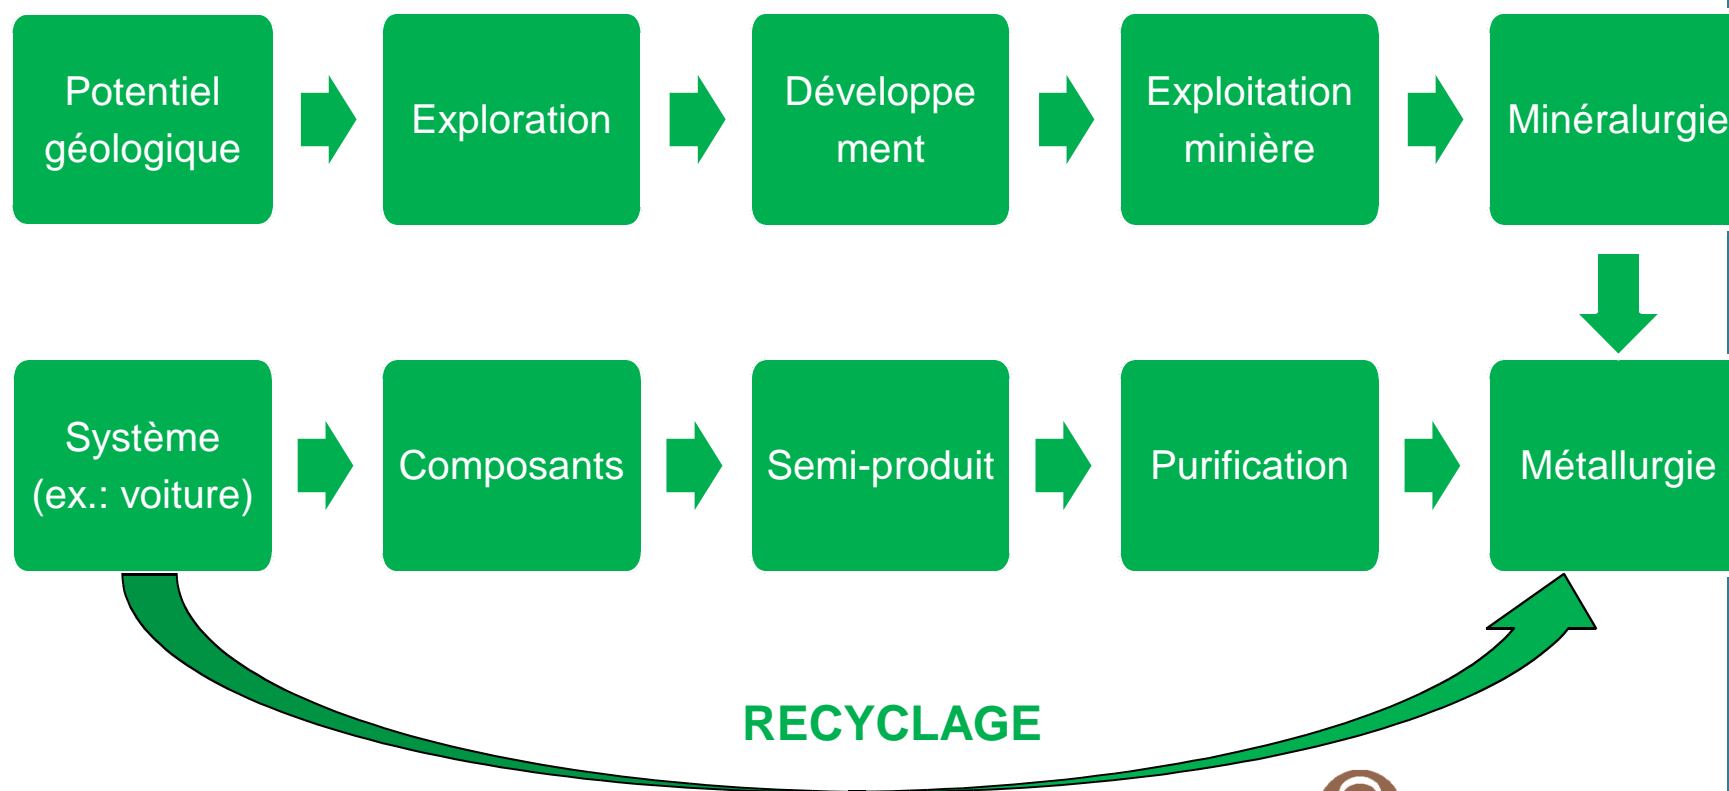 Potentiel
géologique
Exploration
Développe
ment
Exploitation
minière
Minéralurgie
Système
(ex.: voiture)
Composants
Semi-produit
Purification
Métallurgie
RECYCLAGE